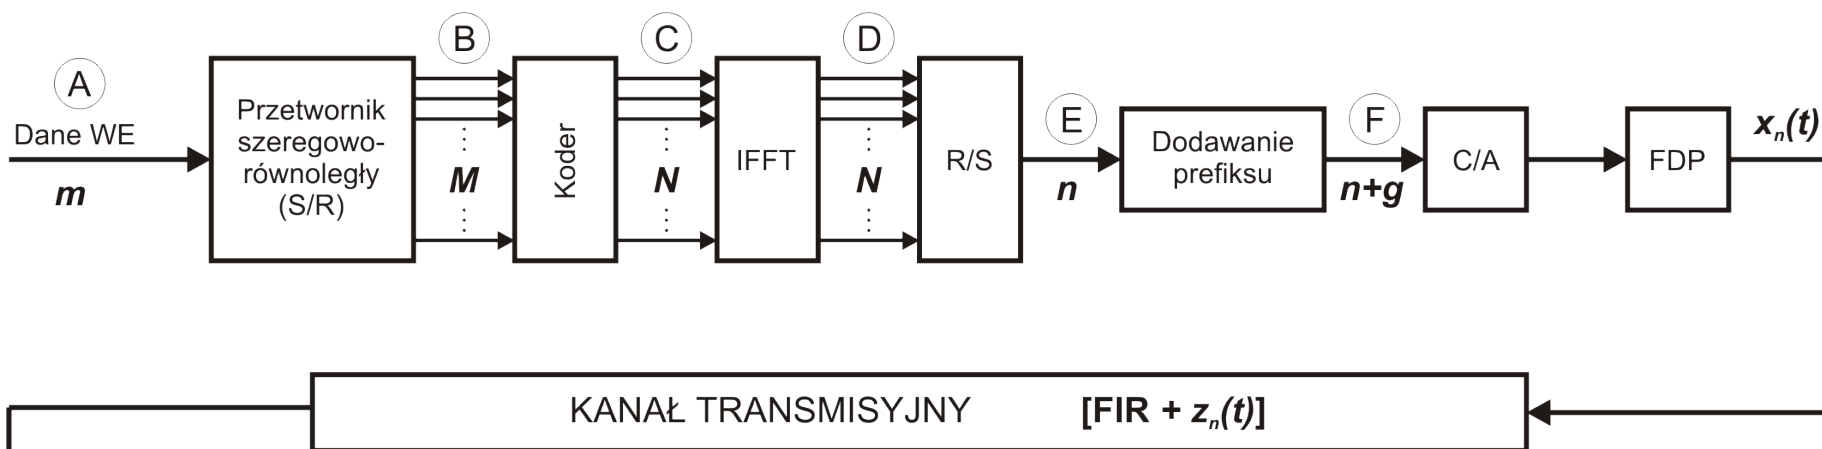 A
B
C
D
E
F
Dane WE
m
Przetwornik
szeregowo-
równoległy
(S/R)
M
Koder
N
IFFT
N
R/S
n
Dodawanie
prefiksu
n+g
C/A
FDP
xn(t)
KANAŁ TRANSMISYJNY [FIR + zn(t)]